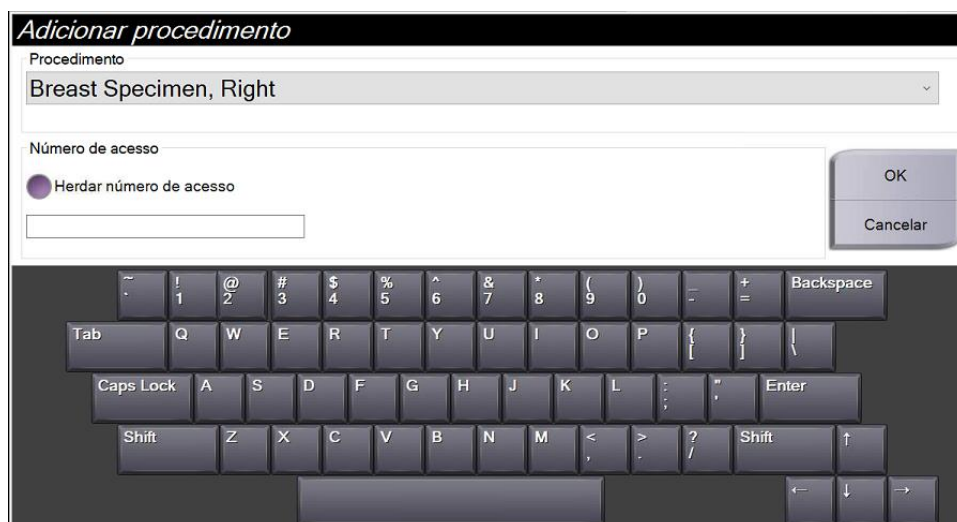 Adicionar procedimento
Procedimento
Breast Specimen, Right
Número de acesso
Herdar número de acesso
OK
Cancelar
~ ! @ # $ % ^ & * ( ) _ + Backspace
` 1 2 3 4 5 6 7 8 9 0 - =
Tab Q W E R T Y U I O P { } |
[ ] \
Caps Lock A S D F G H J K L : " Enter
; '
Shift Z X C V B N M < > ? Shift ↑
, . /
← ↓ →